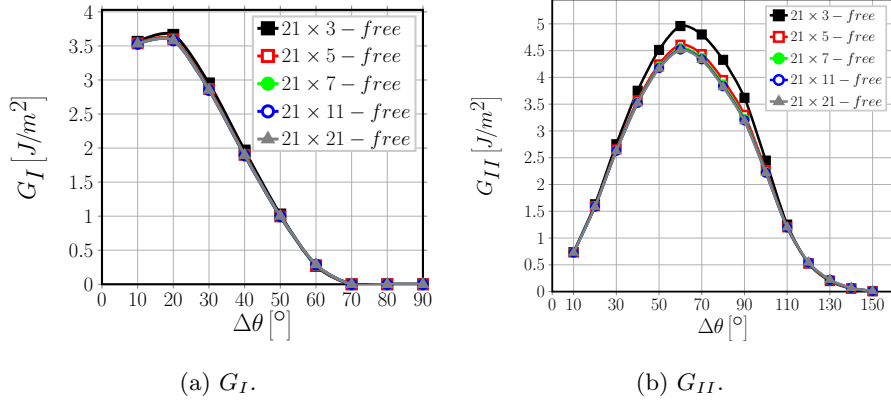 4
3.5
3
2.5
2
1.5
1
0.5
0
G_I [J/m^2]
21 × 3 − free
21 × 5 − free
21 × 7 − free
21 × 11 − free
21 × 21 − free
10 20 30 40 50 60 70 80 90
Δθ [°]
(a) G_I.
5
4.5
4
3.5
3
2.5
2
1.5
1
0.5
0
G_{II} [J/m^2]
21 × 3 − free
21 × 5 − free
21 × 7 − free
21 × 11 − free
21 × 21 − free
10 30 50 70 90 110 130 150
Δθ [°]
(b) G_{II}.